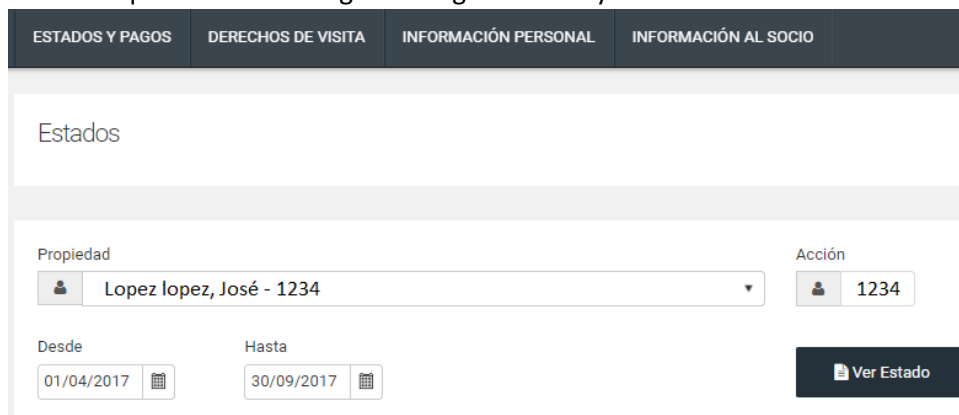 ESTADOS Y PAGOS DERECHOS DE VISITA INFORMACIÓN PERSONAL INFORMACIÓN AL SOCIO
Estados
Propiedad Acción
Lopez lopez, José - 1234 1234
Desde Hasta
01/04/2017 30/09/2017 Ver Estado